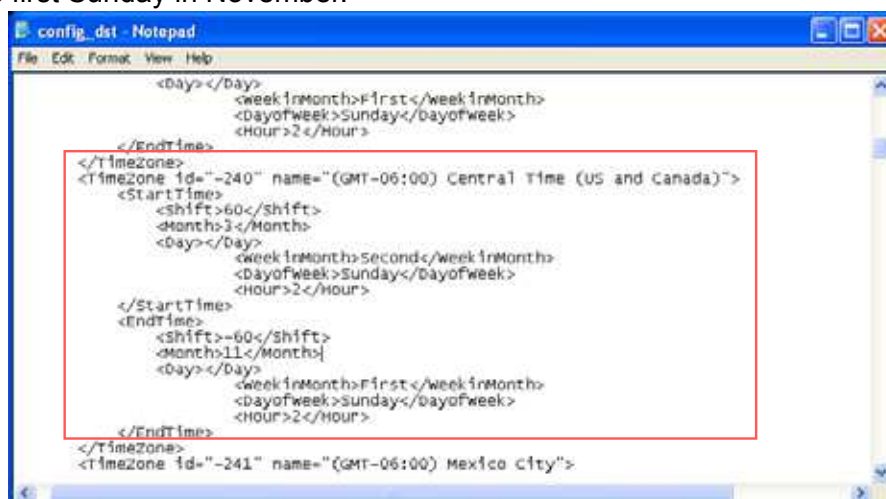 first Sunday in November.
config_dst - Notepad
File Edit Format View Help
<Day></Day>
<WeekinMonth>First</WeekinMonth>
<DayofWeek>Sunday</DayofWeek>
<Hour>2</Hour>
</EndTime>
</TimeZone>
<TimeZone id="-240" name="(GMT-06:00) Central Time (US and Canada)">
<StartTime>
<Shift>60</Shift>
<Month>3</Month>
<Day></Day>
<WeekinMonth>Second</WeekinMonth>
<DayofWeek>Sunday</DayofWeek>
<Hour>2</Hour>
</StartTime>
<EndTime>
<Shift>-60</Shift>
<Month>11</Month>
<Day></Day>
<WeekinMonth>First</WeekinMonth>
<DayofWeek>Sunday</DayofWeek>
<Hour>2</Hour>
</EndTime>
</TimeZone>
<TimeZone id="-241" name="(GMT-06:00) Mexico City">